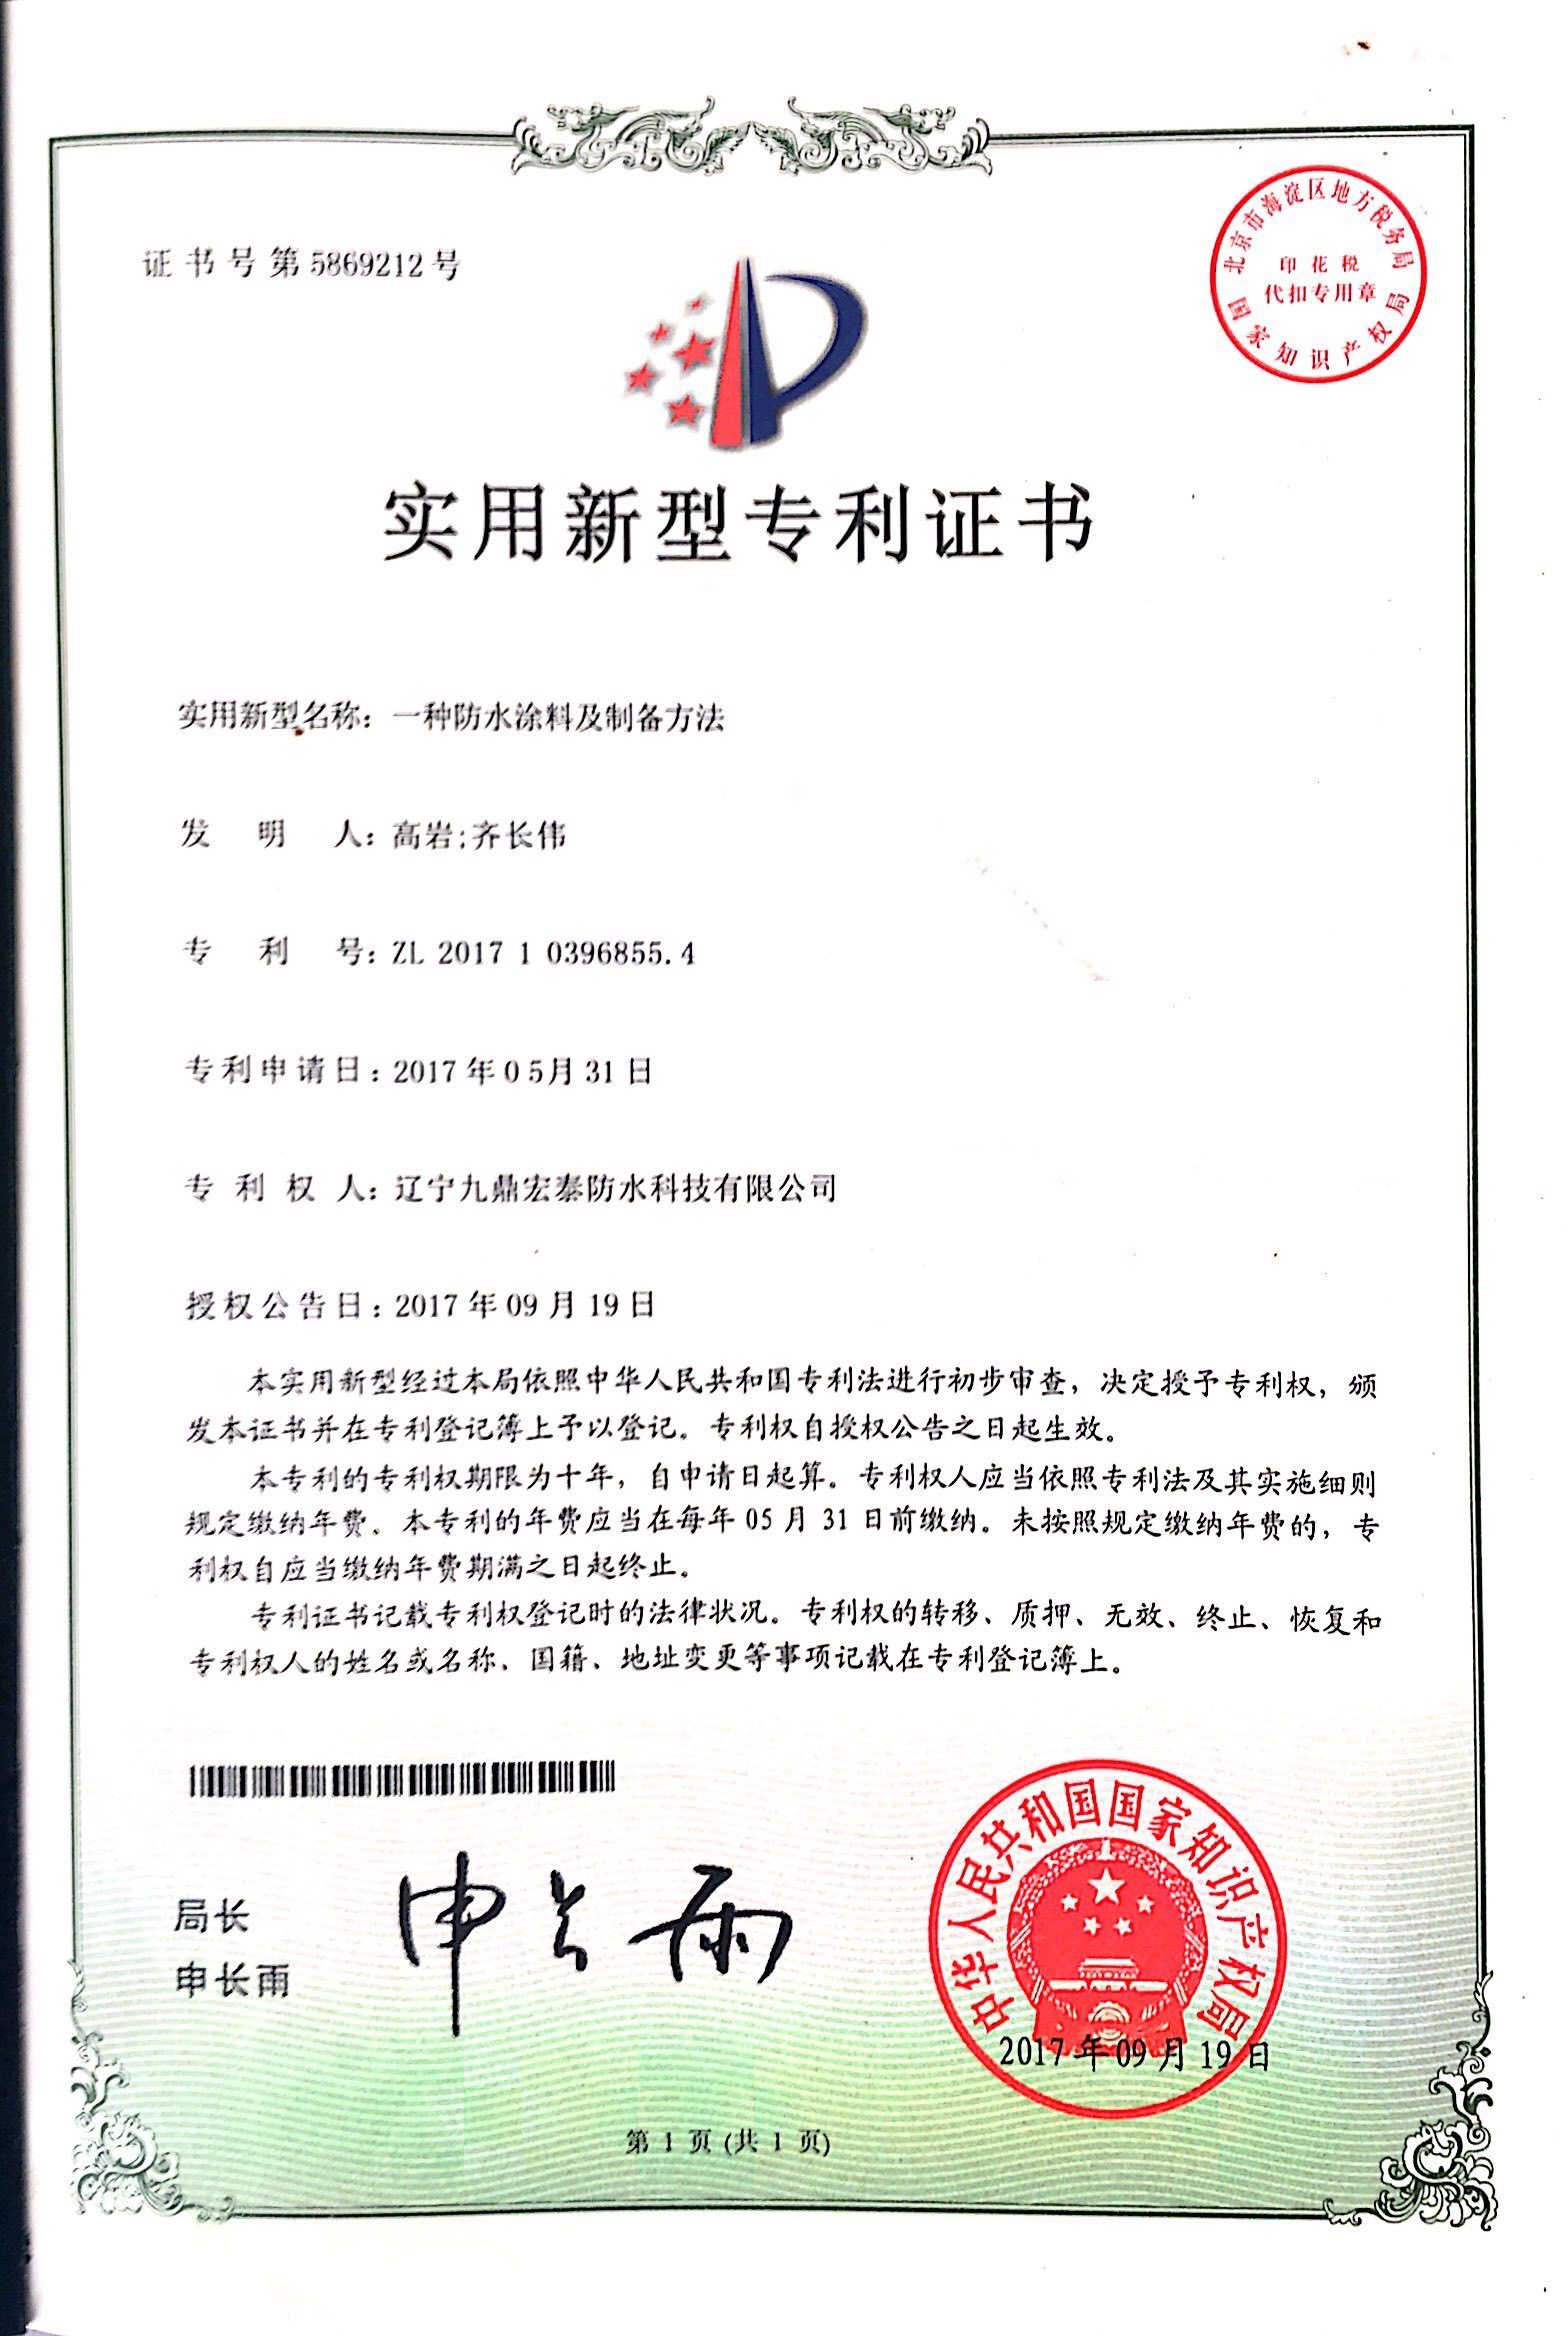 证书号第5869212号
北京市海淀区地方税务局
印花税
代扣专用章
国家知识产权局
实用新型专利证书
实用新型名称：一种防水涂料及制备方法
发明人：高岩;齐长伟
专利号：ZL 2017 1 0396855.4
专利申请日：2017年05月31日
专利权人：辽宁九鼎宏泰防水科技有限公司
授权公告日：2017年09月19日
本实用新型经过本局依照中华人民共和国专利法进行初步审查，决定授予专利权，颁
发本证书并在专利登记簿上予以登记。专利权自授权公告之日起生效。
本专利的专利权期限为十年，自申请日起算。专利权人应当依照专利法及其实施细则
规定缴纳年费。本专利的年费应当在每年05月31日前缴纳。未按照规定缴纳年费的，专
利权自应当缴纳年费期满之日起终止。
专利证书记载专利权登记时的法律状况。专利权的转移、质押、无效、终止、恢复和
专利权人的姓名或名称、国籍、地址变更等事项记载在专利登记簿上。
局长
申长雨
申长雨
中华人民共和国国家知识产权局
2017年09月19日
第1页(共1页)